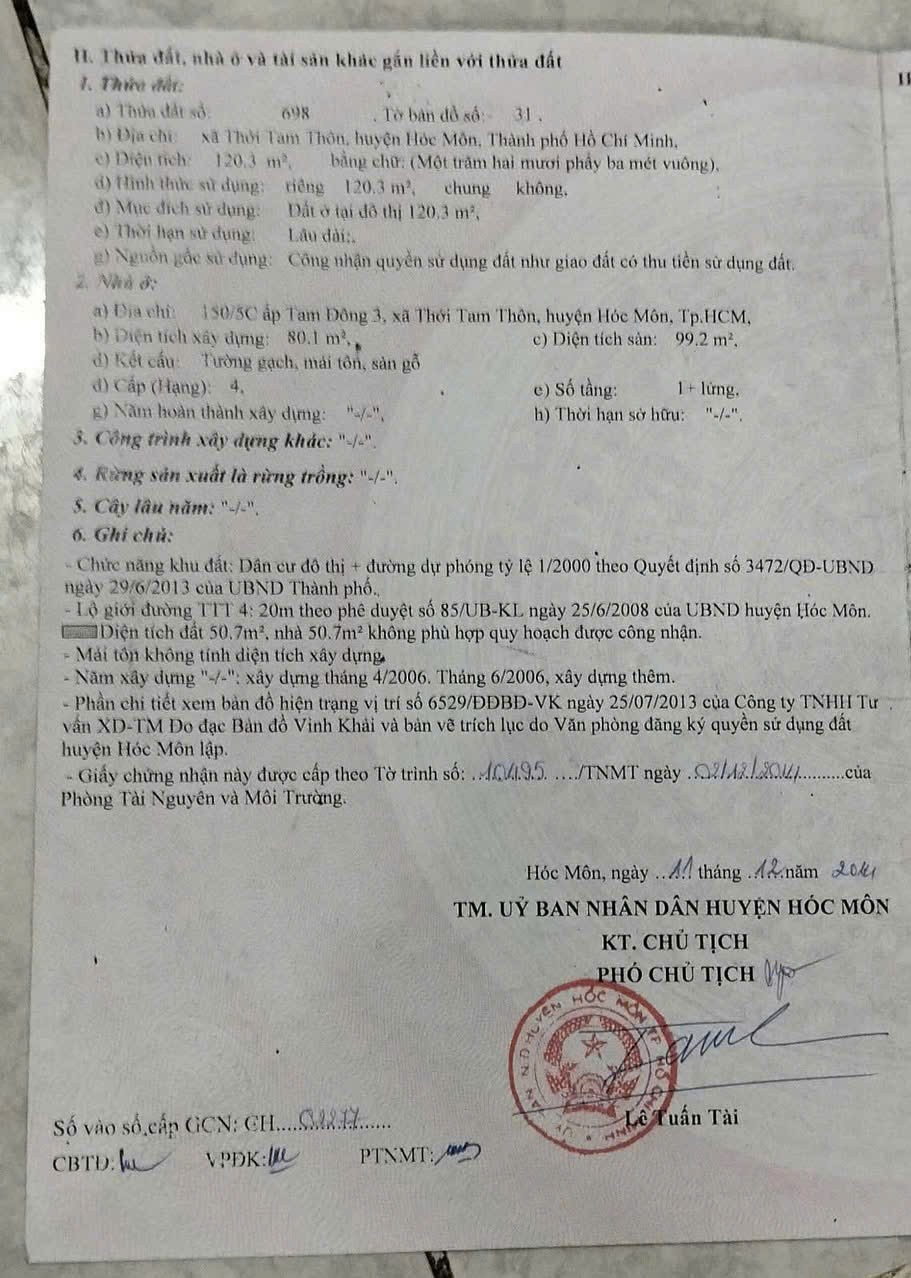 II. Thửa đất, nhà ở và tài sản khác gắn liền với thửa đất
1. Thửa đất:
a) Thửa đất số: 698 . Tờ bản đồ số: 31 .
b) Địa chỉ: xã Thới Tam Thôn, huyện Hóc Môn, Thành phố Hồ Chí Minh,
c) Diện tích: 120.3 m², bằng chữ: (Một trăm hai mươi phẩy ba mét vuông),
d) Hình thức sử dụng: riêng 120.3 m², chung không,
đ) Mục đích sử dụng: Đất ở tại đô thị 120.3 m²,
e) Thời hạn sử dụng: Lâu dài;.
g) Nguồn gốc sử dụng: Công nhận quyền sử dụng đất như giao đất có thu tiền sử dụng đất.
2. Nhà ở:
a) Địa chỉ: 150/5C ấp Tam Đông 3, xã Thới Tam Thôn, huyện Hóc Môn, Tp.HCM,
b) Diện tích xây dựng: 80.1 m², c) Diện tích sàn: 99.2 m²,
d) Kết cấu: Tường gạch, mái tôn, sàn gỗ
đ) Cấp (Hạng): 4, e) Số tầng: 1+ lửng,
g) Năm hoàn thành xây dựng: "-/-", h) Thời hạn sở hữu: "-/-".
3. Công trình xây dựng khác: "-/-".
4. Rừng sản xuất là rừng trồng: "-/-".
5. Cây lâu năm: "-/-".
6. Ghi chú:
- Chức năng khu đất: Dân cư đô thị + đường dự phóng tỷ lệ 1/2000 theo Quyết định số 3472/QĐ-UBND
ngày 29/6/2013 của UBND Thành phố.
- Lộ giới đường TTT 4: 20m theo phê duyệt số 85/UB-KL ngày 25/6/2008 của UBND huyện Hóc Môn.
Diện tích đất 50.7m², nhà 50.7m² không phù hợp quy hoạch được công nhận.
- Mái tôn không tính diện tích xây dựng.
- Năm xây dựng "-/-": xây dựng tháng 4/2006. Tháng 6/2006, xây dựng thêm.
- Phần chi tiết xem bản đồ hiện trạng vị trí số 6529/ĐĐBĐ-VK ngày 25/07/2013 của Công ty TNHH Tư
vấn XD-TM Đo đạc Bản đồ Vinh Khải và bản vẽ trích lục do Văn phòng đăng ký quyền sử dụng đất
huyện Hóc Môn lập.
- Giấy chứng nhận này được cấp theo Tờ trình số: ..10495. .../TNMT ngày .02/12/2014..........của
Phòng Tài Nguyên và Môi Trường.
Hóc Môn, ngày ..11 tháng .12.năm 2014
TM. UỶ BAN NHÂN DÂN HUYỆN HÓC MÔN
KT. CHỦ TỊCH
PHÓ CHỦ TỊCH
Lê Tuấn Tài
Số vào sổ cấp GCN: CH....02277......
CBTĐ: VPĐK: PTNMT: